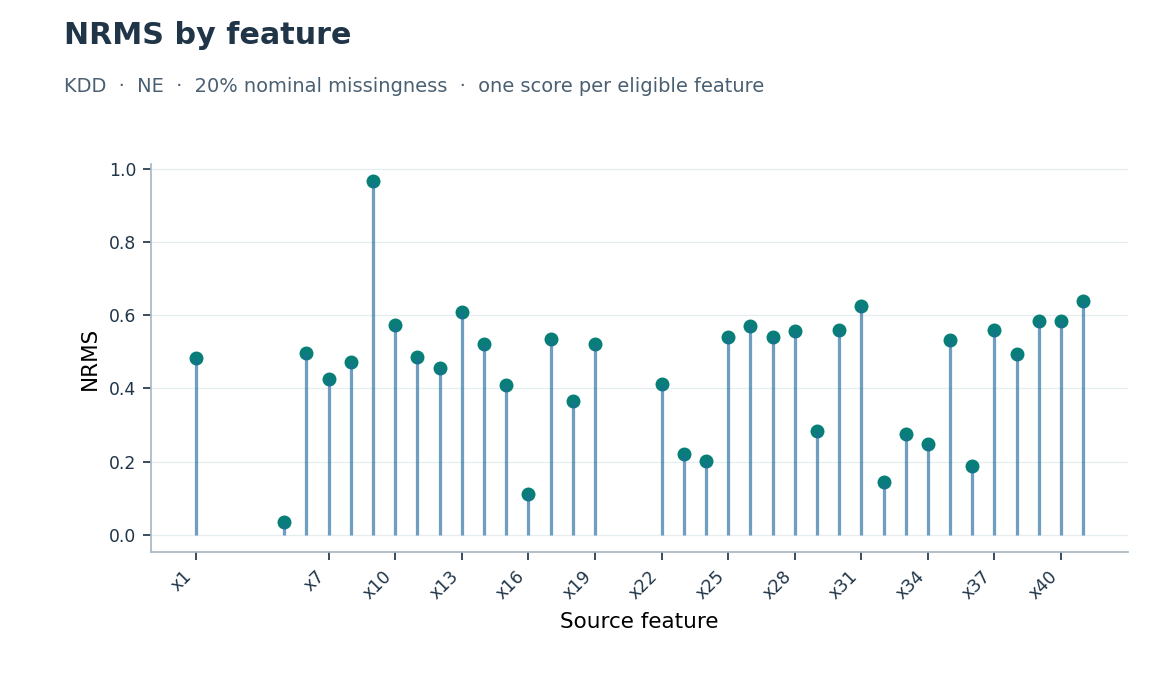 NRMS by feature
KDD · NE · 20% nominal missingness · one score per eligible feature
1.0
0.8
0.6
0.4
0.2
0.0
NRMS
x1 x7 x10 x13 x16 x19 x22 x25 x28 x31 x34 x37 x40
Source feature